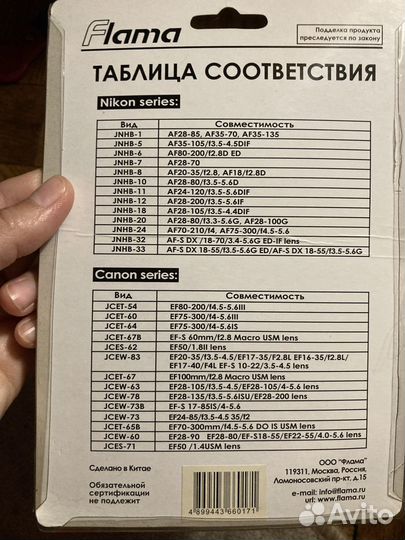 Flama
Подделка продукта
преследуется по закону
ТАБЛИЦА СООТВЕТСТВИЯ
Nikon series:
Вид Совместимость
JNHB-1 AF28-85, AF35-70, AF35-135
JNHB-5 AF35-105/f3.5-4.5DIF
JNHB-6 AF80-200/f2.8D ED
JNHB-7 AF28-70
JNHB-8 AF20-35/f2.8, AF18/f2.8D
JNHB-10 AF28-80/f3.5-5.6D
JNHB-11 AF24-120/f3.5-5.6DIF
JNHB-12 AF28-200/f3.5-5.6IF
JNHB-18 AF28-105/f3.5-4.4DIF
JNHB-20 AF28-80/f3.3-5.6G, AF28-100G
JNHB-24 AF70-210/f4, AF75-300/f4.5-5.6
JNHB-32 AF-S DX /18-70/3.4-5.6G ED-IF lens
JNHB-33 AF-S DX 18-55/f3.5-5.6G ED/AF-S DX 18-55/f3.5-5.6G
Canon series:
Вид Совместимость
JCET-54 EF80-200/f4.5-5.6III
JCET-60 EF75-300/f4.5-5.6III
JCET-64 EF75-300/f4.5-5.6IS
JCET-67B EF-S 60mm/f2.8 Macro USM lens
JCES-62 EF50/1.8II lens
JCEW-83 EF20-35/f3.5-4.5/EF17-35/F2.8L EF16-35/f2.8L/
EF17-40/F4L EF-S 10-22/3.5-4.5 lens
JCET-67 EF100mm/f2.8 Macro USM lens
JCEW-63 EF28-105/f3.5-4.5/EF28-105/4-5.6 lens
JCEW-78 EF28-135/f3.5-5.6ISU/EF28-200 lens
JCEW-73B EF-S 17-85IS/4-5.6
JCEW-73 EF24-85/f3.5-4.5 35/f2
JCET-65B EF70-300mm/f4.5-5.6 DO IS USM lens
JCEW-60 EF28-90 EF28-80/EF-S18-55/EF22-55/4.0-5.6 lens
JCES-71 EF50 /1.4USM lens
Сделано в Китае
Обязательной
сертификации
не подлежит
4 899443 660171
ООО "Флама"
119311, Москва, Россия,
Ломоносовский пр-кт, д.15
e-mail: info@flama.ru
url: www.flama.ru
Avito